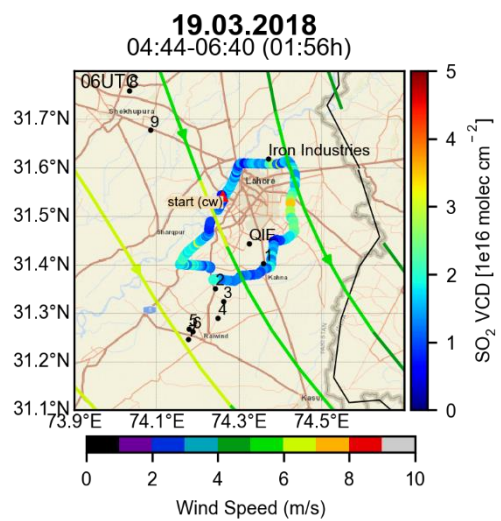 19.03.2018
04:44-06:40 (01:56h)
06UTC
8
Shekhupura
9
Iron Industries
Lahore
start (cw)
Sharqpur
QIE
1
Kahna
2
3
4
5
6
Raiwind
Kasur
31.7°N
31.6°N
31.5°N
31.4°N
31.3°N
31.2°N
31.1°N
73.9°E
74.1°E
74.3°E
74.5°E
5
4
3
2
1
0
SO2 VCD [1e16 molec cm−2]
0
2
4
6
8
10
Wind Speed (m/s)